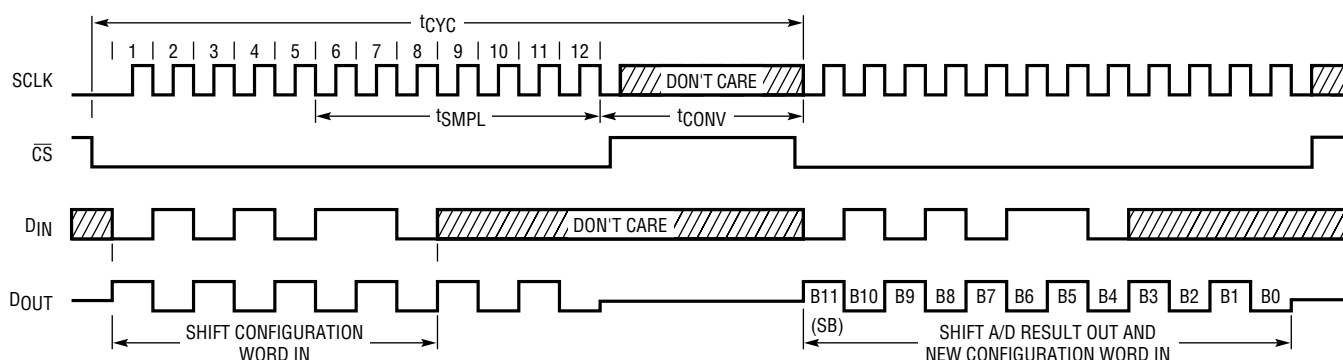 tCYC
1 2 3 4 5 6 7 8 9 10 11 12
SCLK
DON'T CARE
tSMPL
tCONV
CS
DIN
DON'T CARE
DOUT
B11 B10 B9 B8 B7 B6 B5 B4 B3 B2 B1 B0
(SB)
SHIFT CONFIGURATION
WORD IN
SHIFT A/D RESULT OUT AND
NEW CONFIGURATION WORD IN